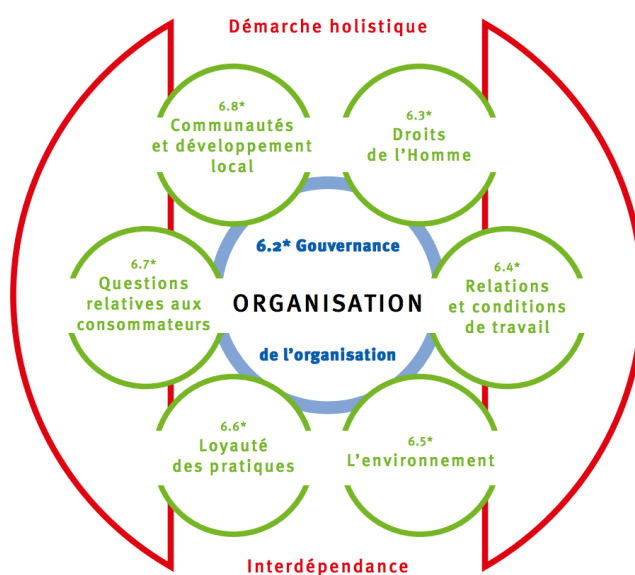 Démarche holistique
6.8*
Communautés
et développement
local
6.3*
Droits
de l'Homme
6.2* Gouvernance
6.7*
Questions
relatives aux
consommateurs
ORGANISATION
6.4*
Relations
et conditions
de travail
de l'organisation
6.6*
Loyauté
des pratiques
6.5*
L'environnement
Interdépendance